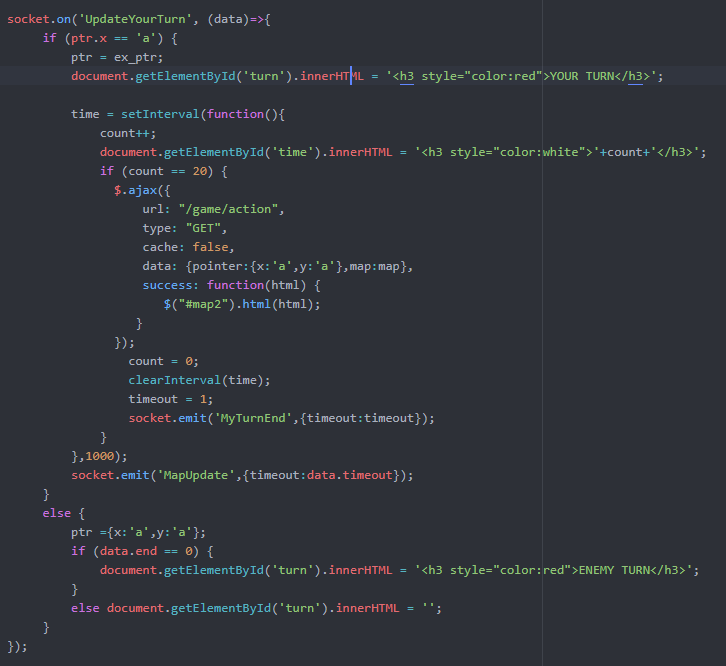 socket.on('UpdateYourTurn', (data)=>{
if (ptr.x == 'a') {
ptr = ex_ptr;
document.getElementById('turn').innerHTML = '<h3 style="color:red">YOUR TURN</h3>';
time = setInterval(function(){
count++;
document.getElementById('time').innerHTML = '<h3 style="color:white">'+count+'</h3>';
if (count == 20) {
$.ajax({
url: "/game/action",
type: "GET",
cache: false,
data: {pointer:{x:'a',y:'a'},map:map},
success: function(html) {
$("#map2").html(html);
}
});
count = 0;
clearInterval(time);
timeout = 1;
socket.emit('MyTurnEnd',{timeout:timeout});
}
},1000);
socket.emit('MapUpdate',{timeout:data.timeout});
}
else {
ptr ={x:'a',y:'a'};
if (data.end == 0) {
document.getElementById('turn').innerHTML = '<h3 style="color:red">ENEMY TURN</h3>';
}
else document.getElementById('turn').innerHTML = '';
}
});